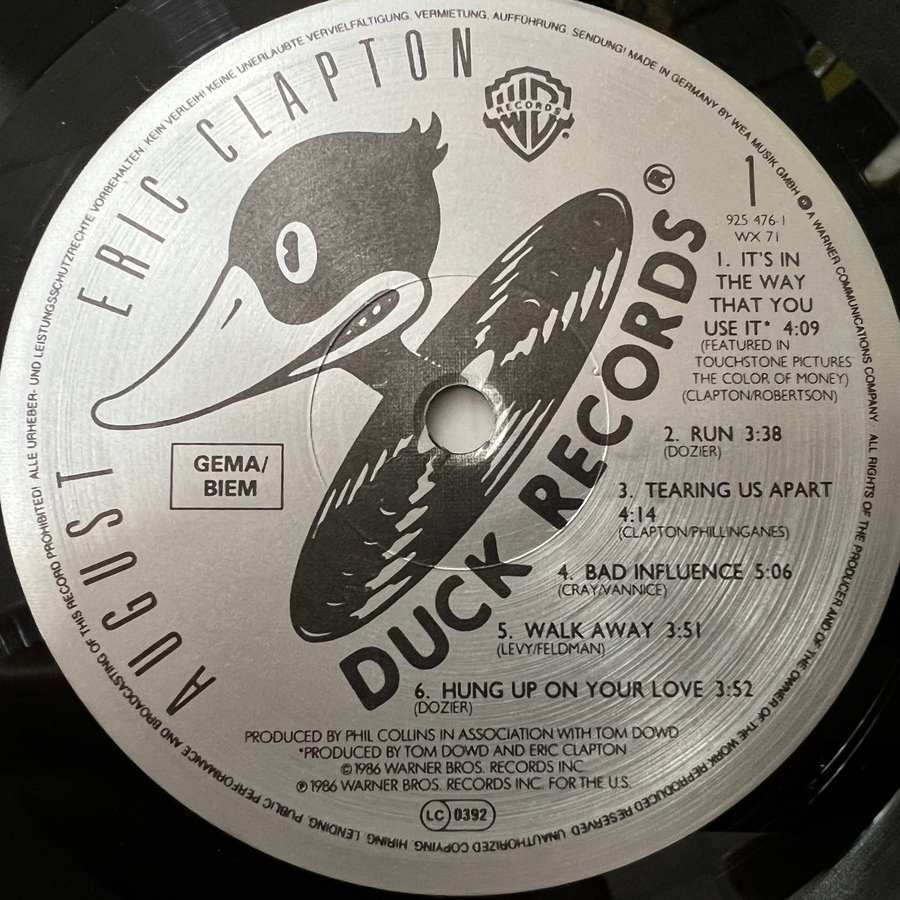 ERIC CLAPTON
AUGUST
WB
RECORDS
DUCK RECORDS®
GEMA/
BIEM
1
925 476-1
WX 71
1. IT'S IN
THE WAY
THAT YOU
USE IT* 4:09
(FEATURED IN
TOUCHSTONE PICTURES
THE COLOR OF MONEY)
(CLAPTON/ROBERTSON)
2. RUN 3:38
(DOZIER)
3. TEARING US APART
4:14
(CLAPTON/PHILLINGANES)
4. BAD INFLUENCE 5:06
(CRAY/VANNICE)
5. WALK AWAY 3:51
(LEVY/FELDMAN)
6. HUNG UP ON YOUR LOVE 3:52
(DOZIER)
PRODUCED BY PHIL COLLINS IN ASSOCIATION WITH TOM DOWD
*PRODUCED BY TOM DOWD AND ERIC CLAPTON
©1986 WARNER BROS. RECORDS INC.
℗1986 WARNER BROS. RECORDS INC. FOR THE U.S.
LC 0392
ALLE URHEBER- UND LEISTUNGSSCHUTZRECHTE VORBEHALTEN. KEIN VERLEIH! KEINE UNERLAUBTE VERVIELFÄLTIGUNG, VERMIETUNG, AUFFÜHRUNG, SENDUNG! MADE IN GERMANY BY WEA MUSIK GMBH A WARNER COMMUNICATIONS COMPANY ALL RIGHTS OF THE PRODUCER AND OF THE OWNER OF THE WORK REPRODUCED RESERVED. UNAUTHORIZED COPYING, HIRING, LENDING, PUBLIC PERFORMANCE AND BROADCASTING OF THIS RECORD PROHIBITED!